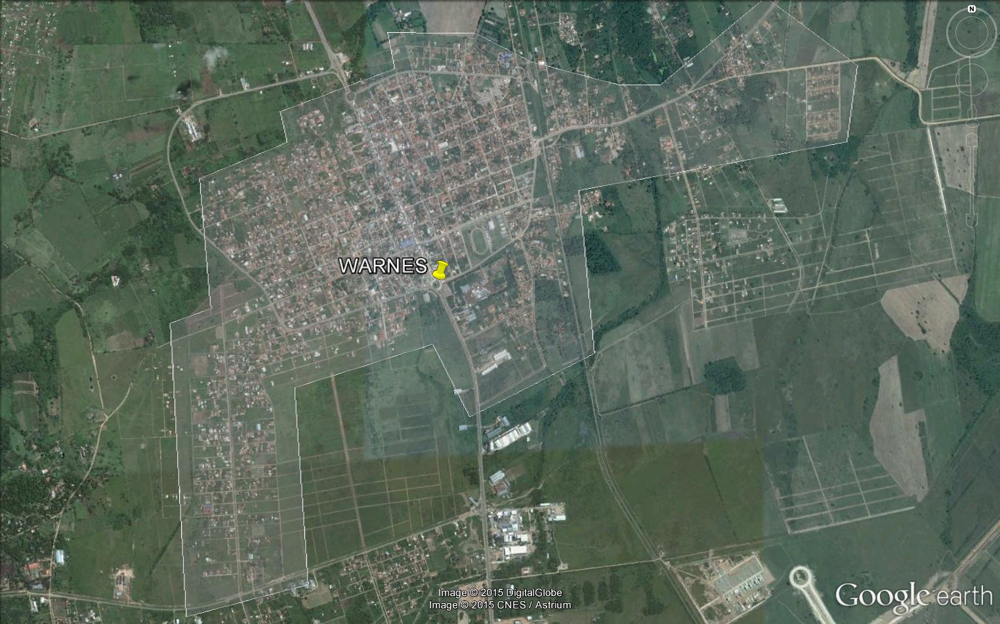 N
WARNES
Image © 2015 DigitalGlobe
Image © 2015 CNES / Astrium
Google earth